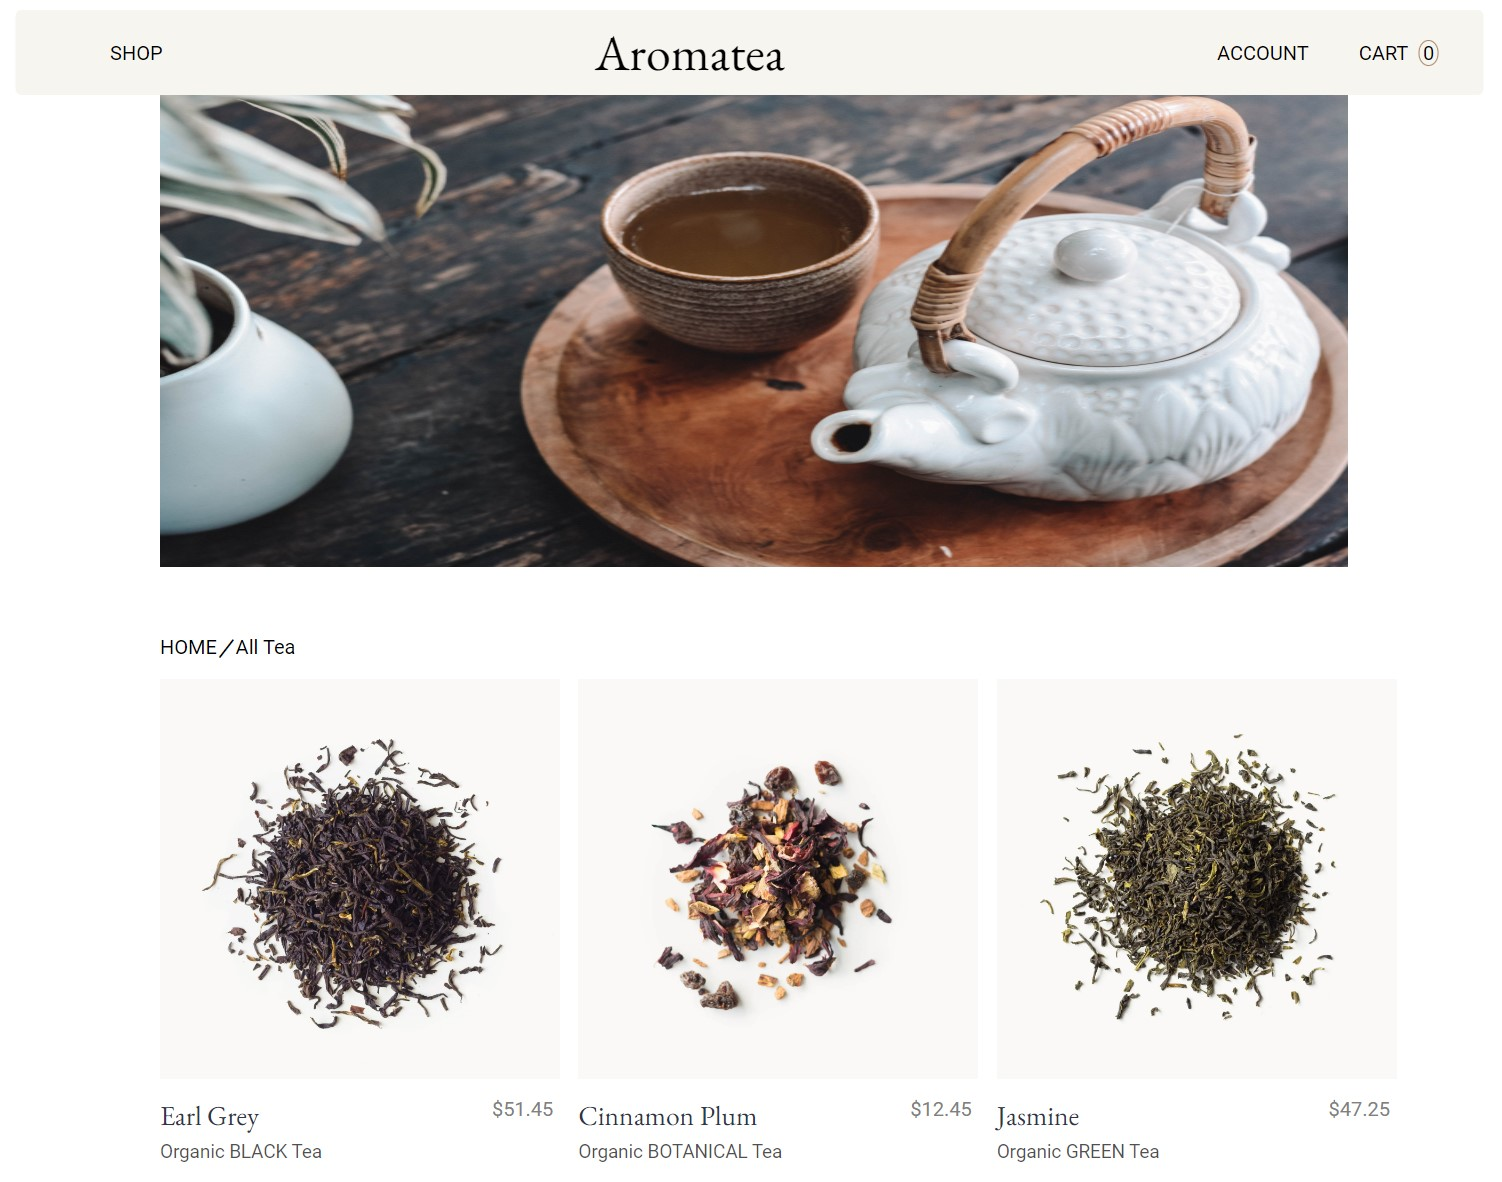 SHOP Aromatea ACCOUNT CART 0
HOME/All Tea
Earl Grey $51.45 Cinnamon Plum $12.45 Jasmine $47.25
Organic BLACK Tea Organic BOTANICAL Tea Organic GREEN Tea